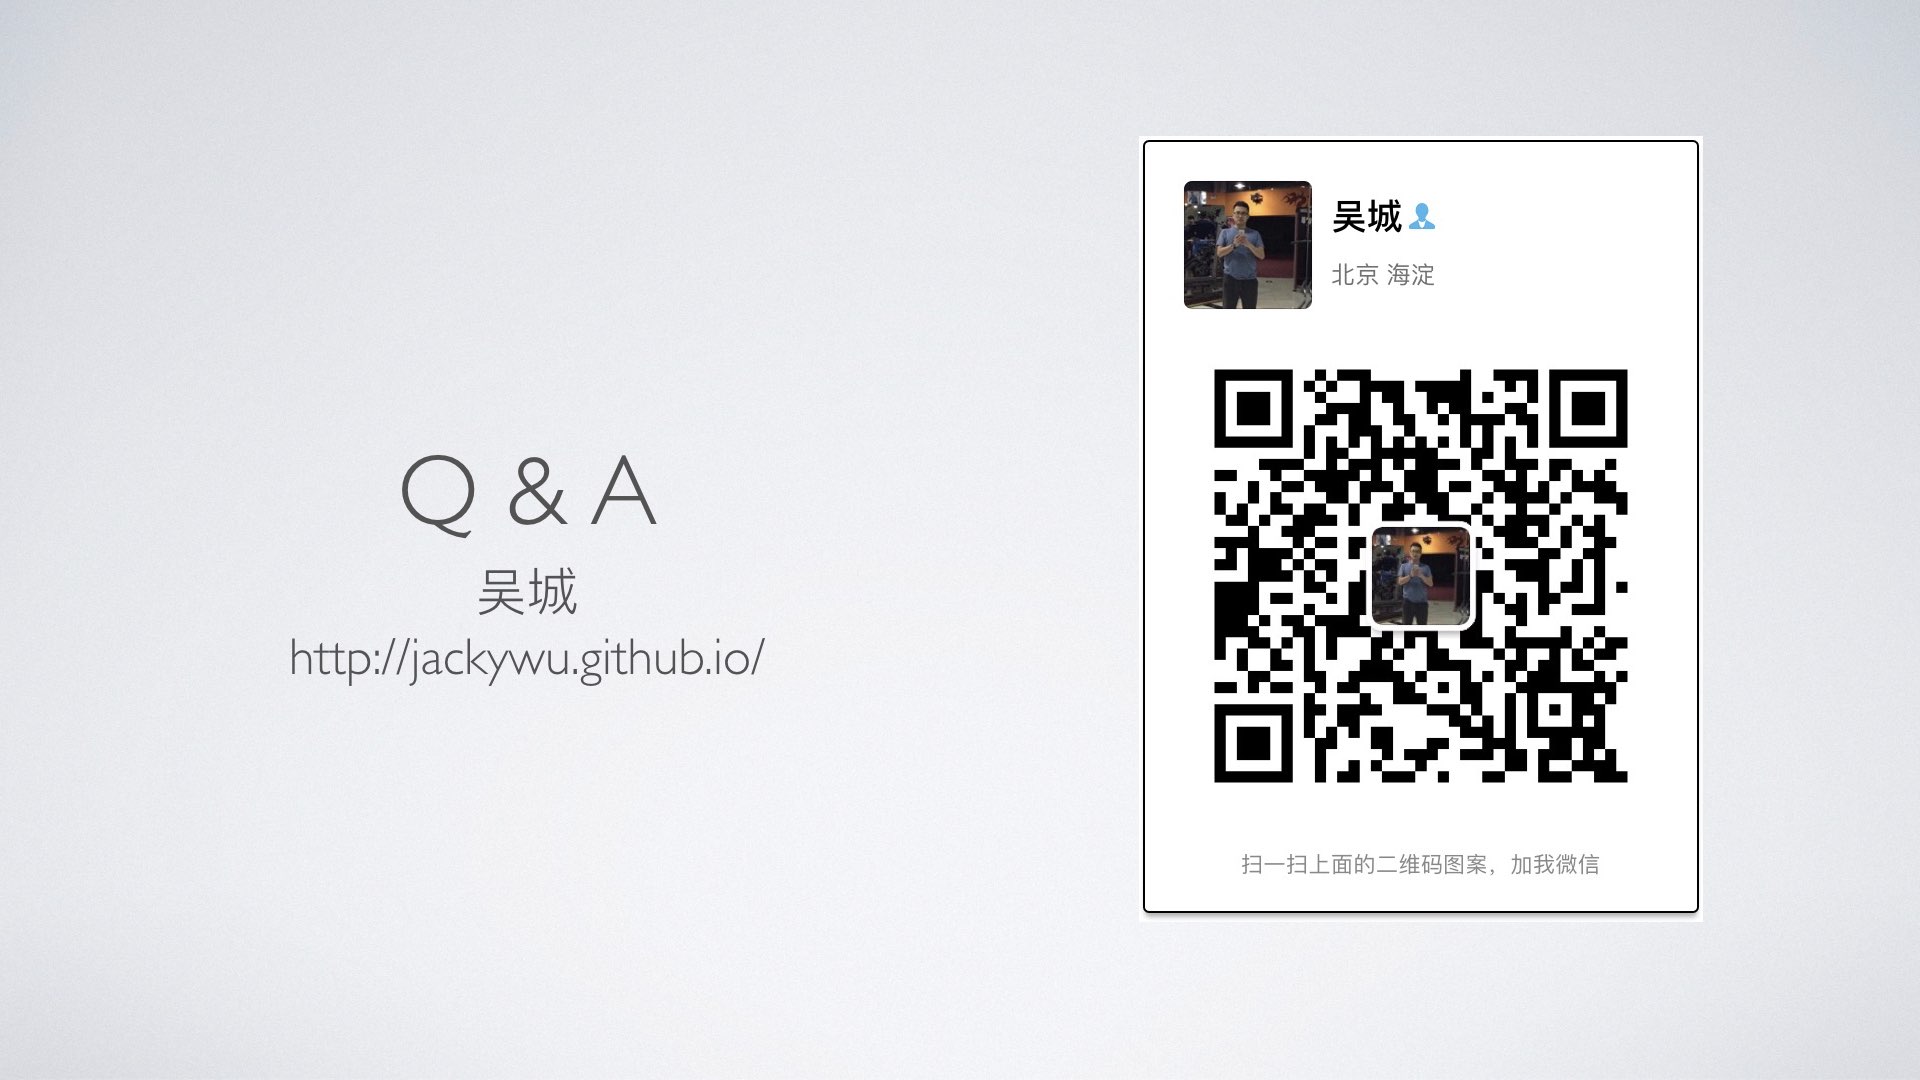 Q & A
吴城
http://jackywu.github.io/
吴城
北京 海淀
扫一扫上面的二维码图案，加我微信